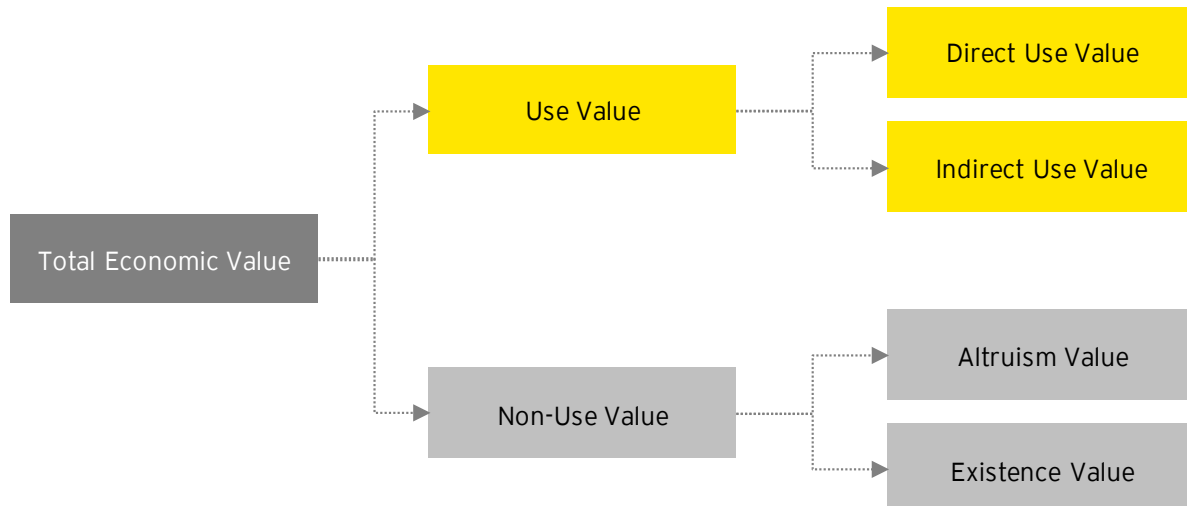 Direct Use Value
Use Value
Indirect Use Value
Total Economic Value
Altruism Value
Non-Use Value
Existence Value